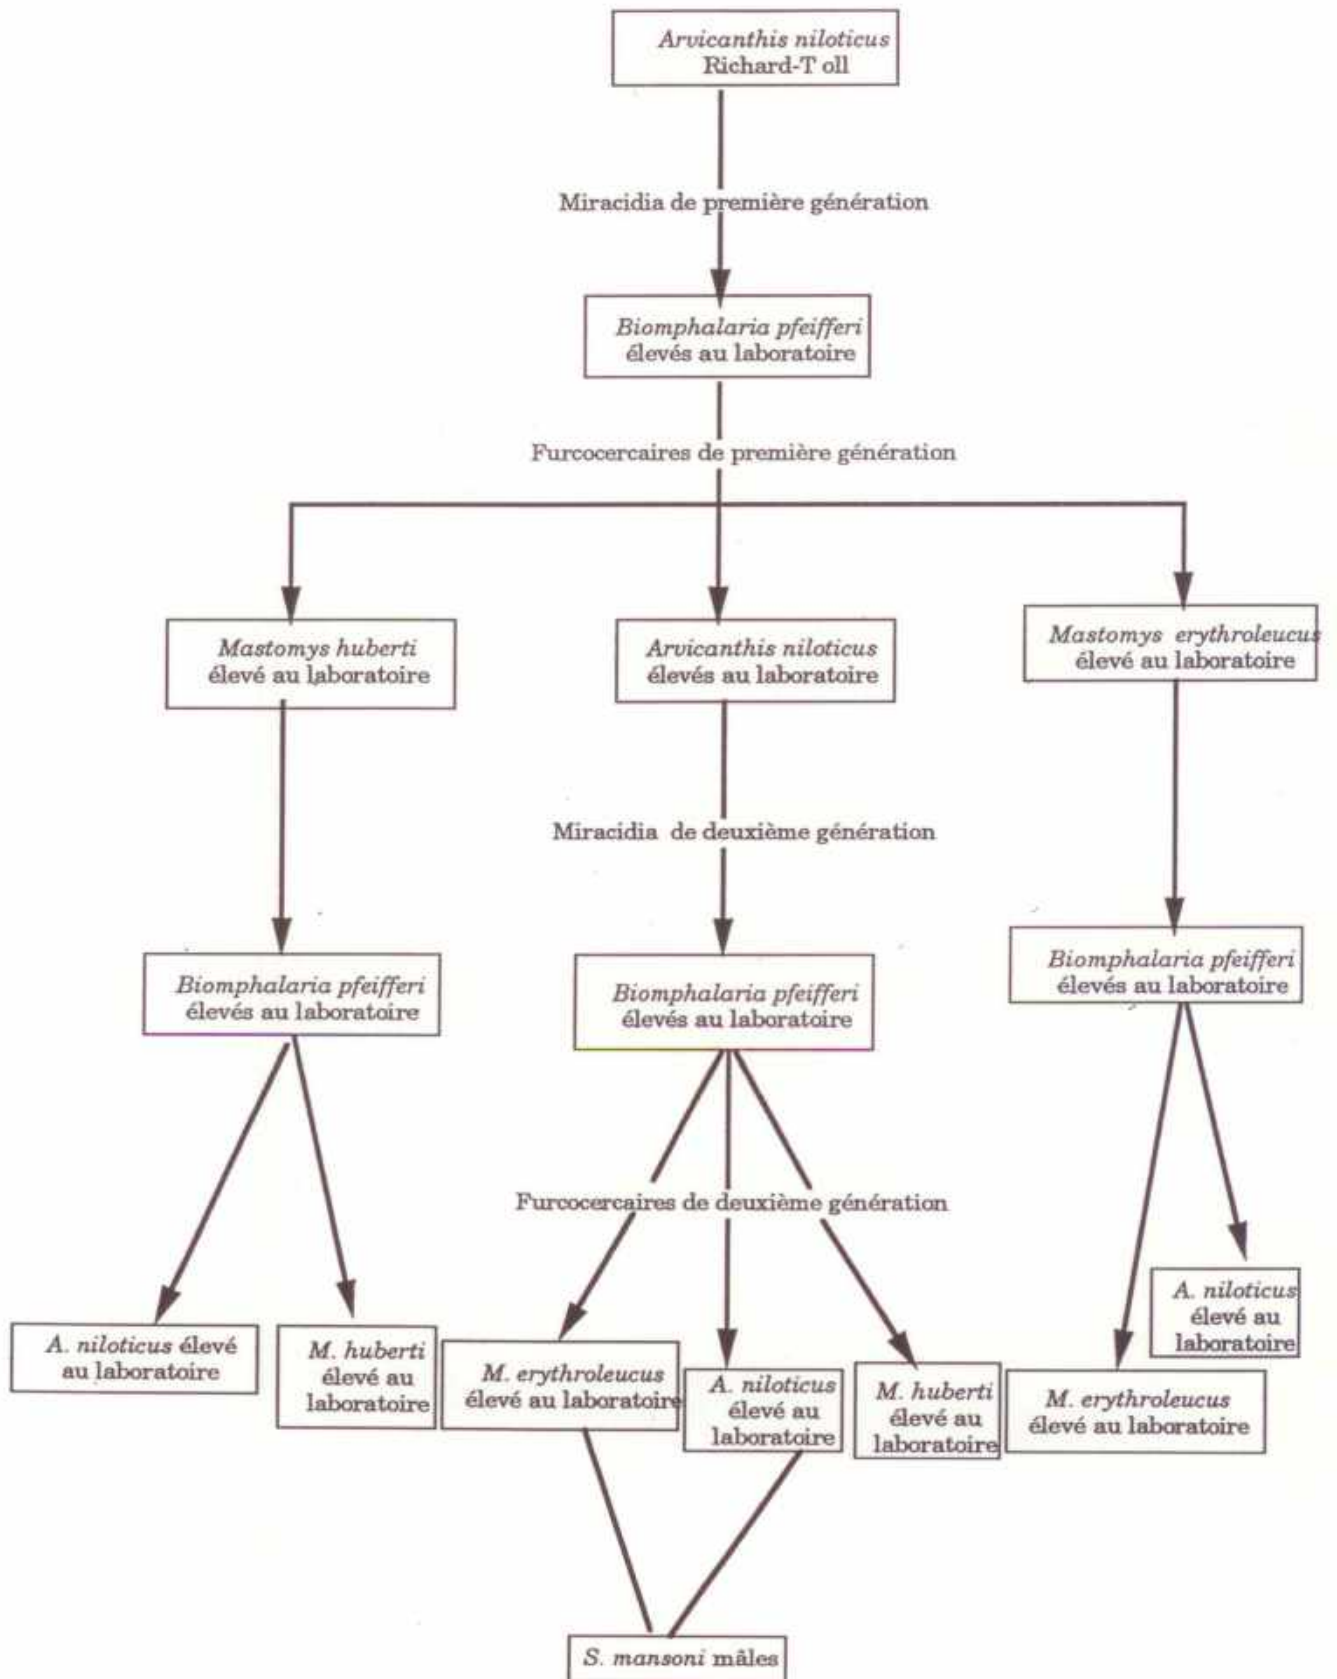 Arvicanthis niloticus
Richard-T oll
Miracidia de première génération
Biomphalaria pfeifferi
élevés au laboratoire
Furcocercaires de première génération
Mastomys huberti
élevé au laboratoire
Arvicanthis niloticus
élevés au laboratoire
Mastomys erythroleucus
élevé au laboratoire
Miracidia de deuxième génération
Biomphalaria pfeifferi
élevés au laboratoire
Biomphalaria pfeifferi
élevés au laboratoire
Biomphalaria pfeifferi
élevés au laboratoire
Furcocercaires de deuxième génération
A. niloticus élevé
au laboratoire
M. huberti
élevé au
laboratoire
M. erythroleucus
élevé au laboratoire
A. niloticus
élevé au
laboratoire
M. huberti
élevé au
laboratoire
M. erythroleucus
élevé au laboratoire
A. niloticus
élevé au
laboratoire
S. mansoni mâles